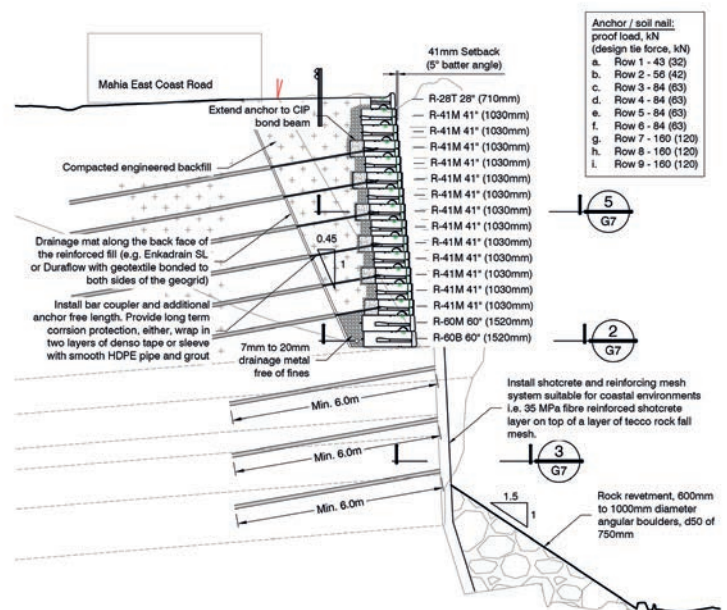 Mahia East Coast Road
41mm Setback
(5° batter angle)
Anchor / soil nail:
proof load, kN
(design tie force, kN)
a. Row 1 - 43 (32)
b. Row 2 - 56 (42)
c. Row 3 - 84 (63)
d. Row 4 - 84 (63)
e. Row 5 - 84 (63)
f. Row 6 - 84 (63)
g. Row 7 - 160 (120)
h. Row 8 - 160 (120)
i. Row 9 - 160 (120)
Extend anchor to CIP
bond beam
Compacted engineered backfill
R-28T 28" (710mm)
R-41M 41" (1030mm)
R-41M 41" (1030mm)
R-41M 41" (1030mm)
R-41M 41" (1030mm)
R-41M 41" (1030mm)
R-41M 41" (1030mm)
R-41M 41" (1030mm)
R-41M 41" (1030mm)
R-41M 41" (1030mm)
R-41M 41" (1030mm)
R-41M 41" (1030mm)
R-41M 41" (1030mm)
R-60M 60" (1520mm)
R-60B 60" (1520mm)
5
G7
Drainage mat along the back face of
the reinforced fill (e.g. Enkadrain SL
or Duraflow with geotextile bonded to
both sides of the geogrid)
0.45
1
Install bar coupler and additional
anchor free length. Provide long term
corrsion protection, either, wrap in
two layers of denso tape or sleeve
with smooth HDPE pipe and grout
7mm to 20mm
drainage metal
free of fines
2
G7
Min. 6.0m
Min. 6.0m
Min. 6.0m
Install shotcrete and reinforcing mesh
system suitable for coastal environments
i.e. 35 MPa fibre reinforced shotcrete
layer on top of a layer of tecco rock fall
mesh.
3
G7
1.5
1
Rock revetment, 600mm
to 1000mm diameter
angular boulders, d50 of
750mm